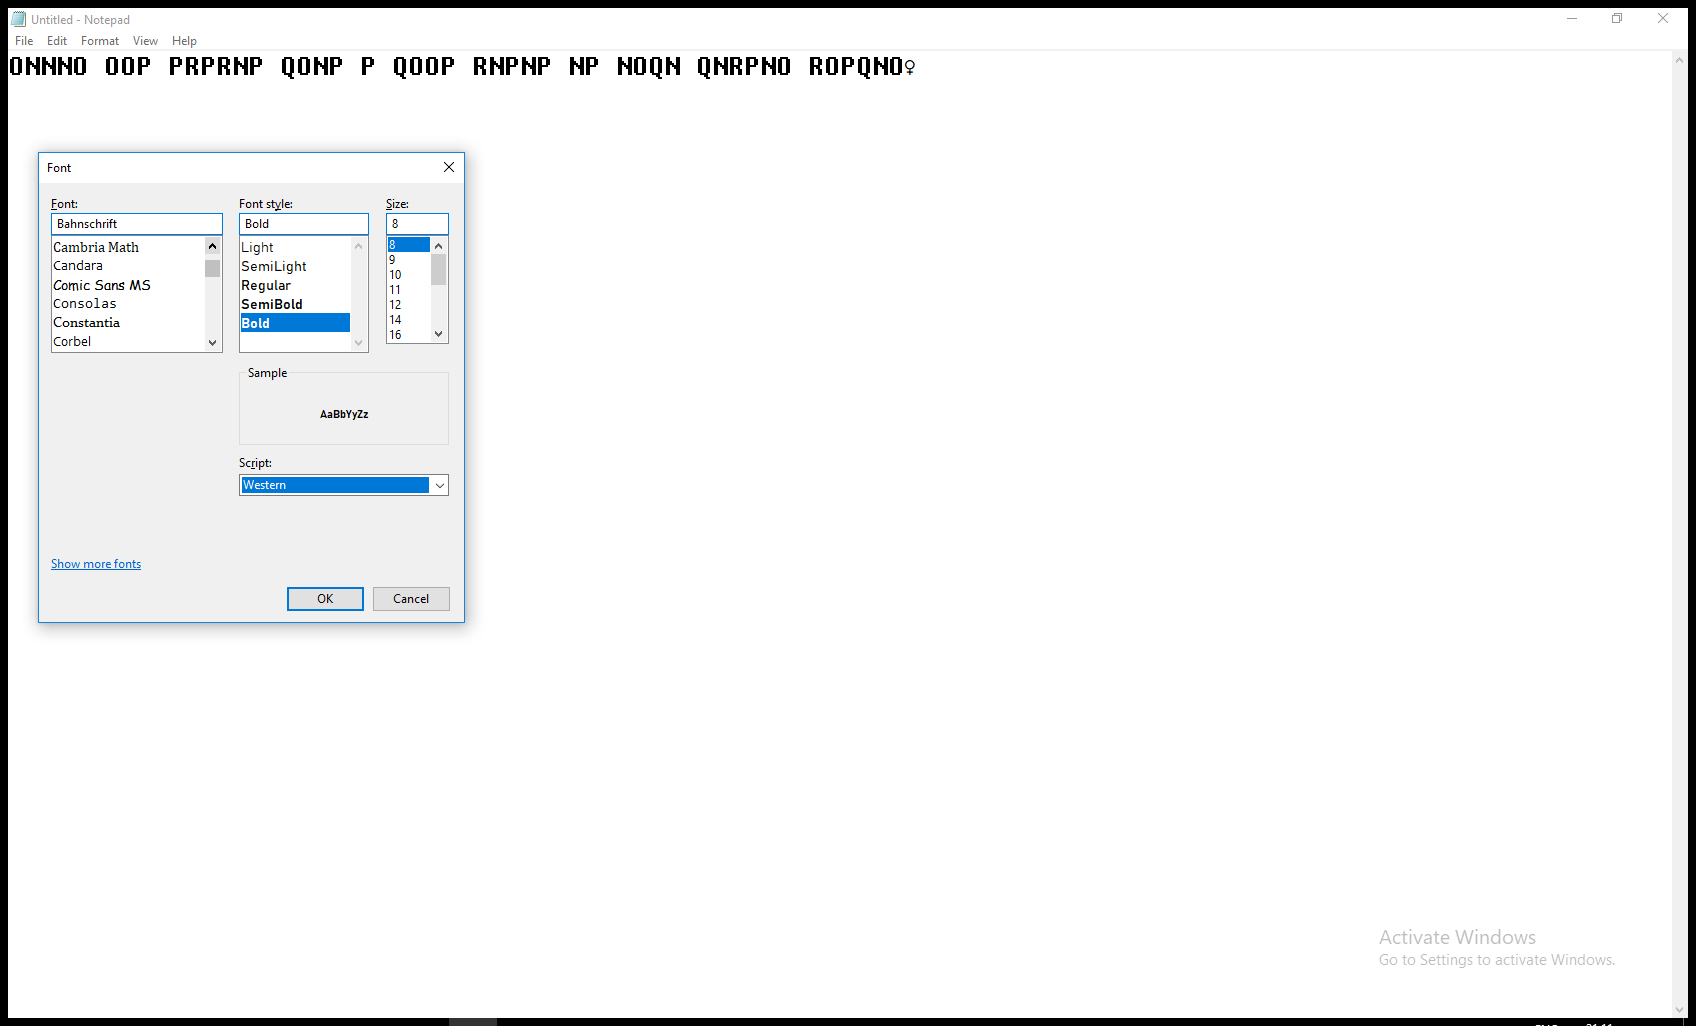 Untitled - Notepad
File Edit Format View Help
ONNNO OOP PRPRNP QONP P QOOP RNPNP NP NOQN QNRPNO ROPQNO♀
Font
Font: Font style: Size:
Bahnschrift Bold 8
Cambria Math Light 8
Candara SemiLight 9
Comic Sans MS Regular 10
Consolas SemiBold 11
Constantia Bold 12
Corbel 14
16
Sample
AaBbYyZz
Script:
Western
Show more fonts
OK Cancel
Activate Windows
Go to Settings to activate Windows.